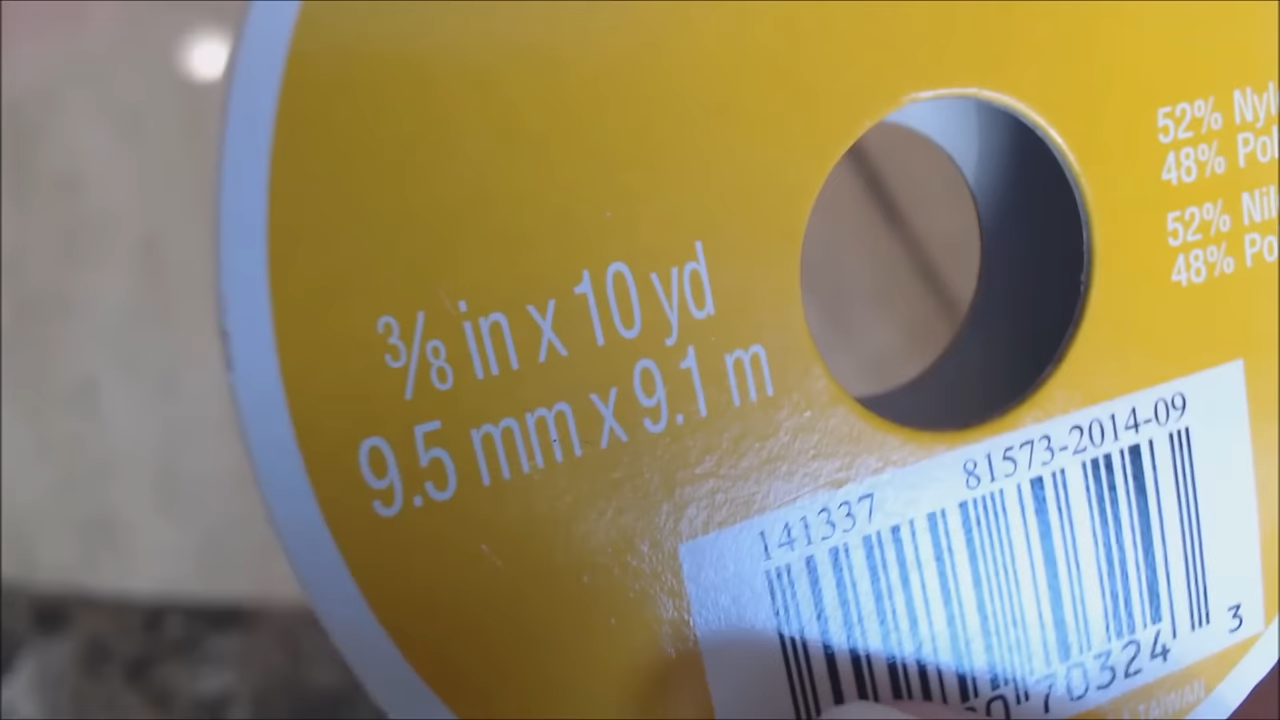 3/8 in x 10 yd
9.5 mm x 9.1 m
52% Nyl
48% Pol
52% Nil
48% Po
141337 81573-2014-09
70324 3
TAIWAN